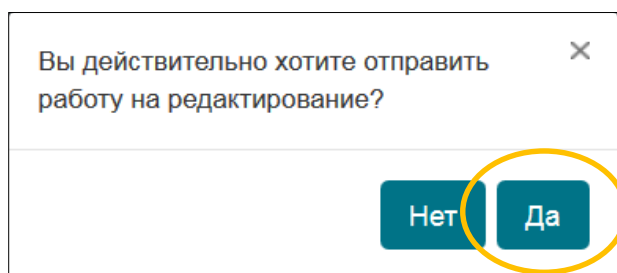 Вы действительно хотите отправить
работу на редактирование?
Нет Да